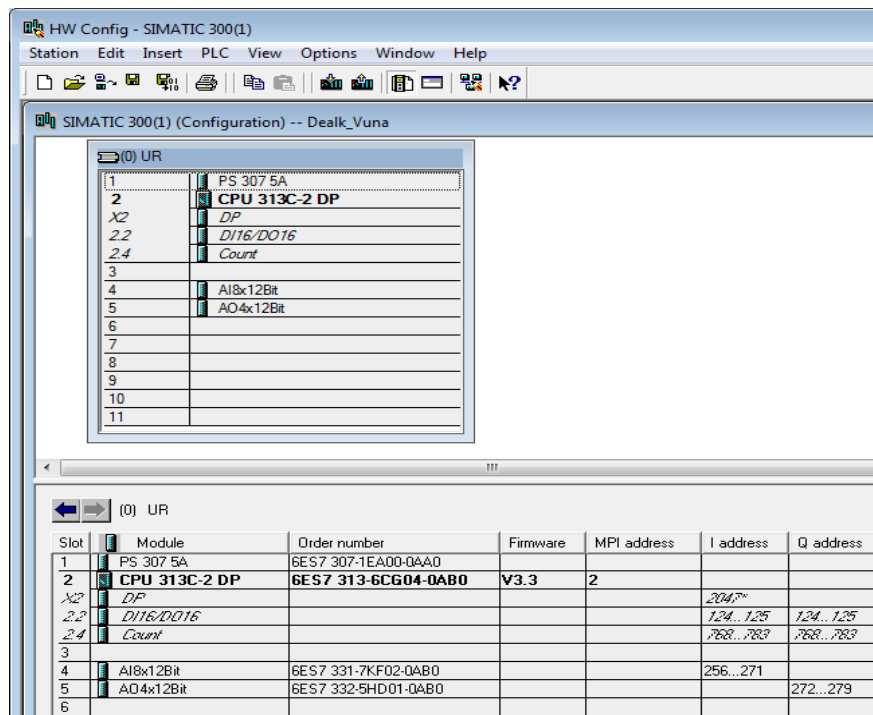 HW Config - SIMATIC 300(1)
Station Edit Insert PLC View Options Window Help
SIMATIC 300(1) (Configuration) -- Dealk_Vuna
(0) UR
1 PS 307 5A
2 CPU 313C-2 DP
X2 DP
2.2 DI16/DO16
2.4 Count
3
4 AI8x12Bit
5 AO4x12Bit
6
7
8
9
10
11
(0) UR
Slot Module Order number Firmware MPI address I address Q address
1 PS 307 5A 6ES7 307-1EA00-0AA0
2 CPU 313C-2 DP 6ES7 313-6CG04-0AB0 V3.3 2
X2 DP 2047*
2.2 DI16/DO16 124...125 124...125
2.4 Count 768...783 768...783
3
4 AI8x12Bit 6ES7 331-7KF02-0AB0 256...271
5 AO4x12Bit 6ES7 332-5HD01-0AB0 272...279
6